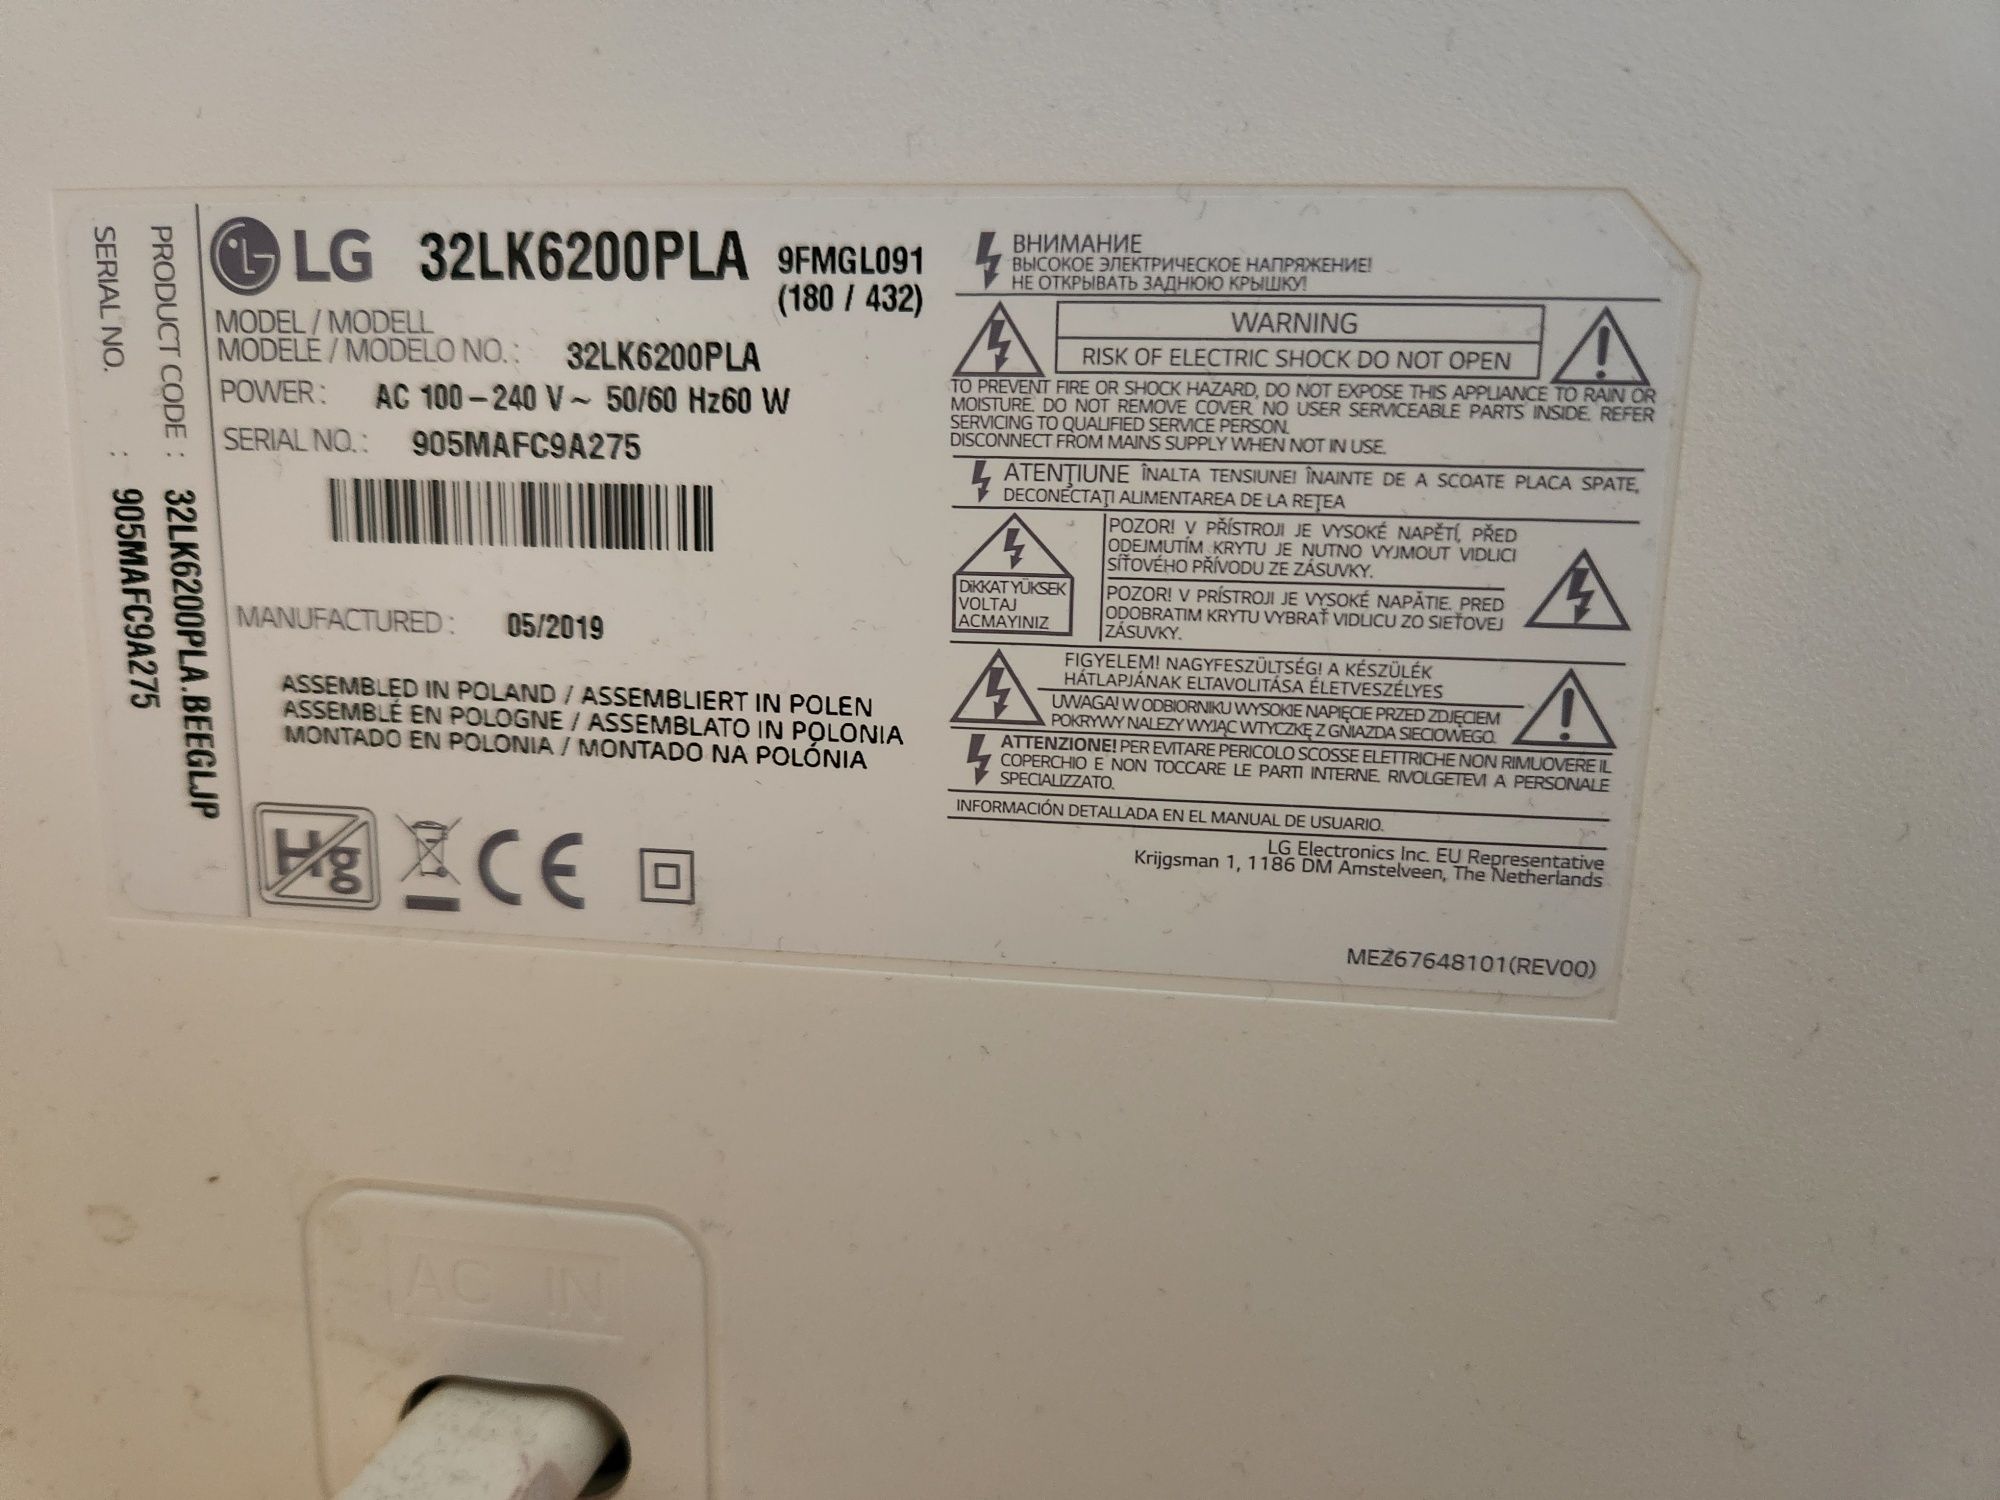 PRODUCT CODE : 32LK6200PLA.BEEGLJP
SERIAL NO. : 905MAFC9A275
LG 32LK6200PLA 9FMGL091
(180 / 432)
MODEL / MODELL
MODELE / MODELO NO. : 32LK6200PLA
POWER : AC 100 – 240 V ~ 50/60 Hz60 W
SERIAL NO. : 905MAFC9A275
MANUFACTURED : 05/2019
ASSEMBLED IN POLAND / ASSEMBLIERT IN POLEN
ASSEMBLÉ EN POLOGNE / ASSEMBLATO IN POLONIA
MONTADO EN POLONIA / MONTADO NA POLÓNIA
Hg
CE
ВНИМАНИЕ
ВЫСОКОЕ ЭЛЕКТРИЧЕСКОЕ НАПРЯЖЕНИЕ!
НЕ ОТКРЫВАТЬ ЗАДНЮЮ КРЫШКУ!
WARNING
RISK OF ELECTRIC SHOCK DO NOT OPEN
TO PREVENT FIRE OR SHOCK HAZARD, DO NOT EXPOSE THIS APPLIANCE TO RAIN OR
MOISTURE. DO NOT REMOVE COVER. NO USER SERVICEABLE PARTS INSIDE. REFER
SERVICING TO QUALIFIED SERVICE PERSON.
DISCONNECT FROM MAINS SUPPLY WHEN NOT IN USE.
ATENŢIUNE ÎNALTA TENSIUNE! ÎNAINTE DE A SCOATE PLACA SPATE,
DECONECTAŢI ALIMENTAREA DE LA REŢEA
DiKKAT YÜKSEK
VOLTAJ
ACMAYINIZ
POZOR! V PŘÍSTROJI JE VYSOKÉ NAPĚTÍ, PŘED
ODEJMUTÍM KRYTU JE NUTNO VYJMOUT VIDLICI
SÍŤOVÉHO PŘÍVODU ZE ZÁSUVKY.
POZOR! V PRÍSTROJI JE VYSOKÉ NAPÄTIE. PRED
ODOBRATIM KRYTU VYBRAŤ VIDLICU ZO SIEŤOVEJ
ZÁSUVKY.
FIGYELEM! NAGYFESZÜLTSÉG! A KÉSZÜLÉK
HÁTLAPJÁNAK ELTAVOLITÁSA ÉLETVESZÉLYES
UWAGA! W ODBIORNIKU WYSOKIE NAPIĘCIE PRZED ZDJĘCIEM
POKRYWY NALEZY WYJĄC WTYCZKĘ Z GNIAZDA SIECIOWEGO.
ATTENZIONE! PER EVITARE PERICOLO SCOSSE ELETTRICHE NON RIMUOVERE IL
COPERCHIO E NON TOCCARE LE PARTI INTERNE. RIVOLGETEVI A PERSONALE
SPECIALIZZATO.
INFORMACIÓN DETALLADA EN EL MANUAL DE USUARIO.
LG Electronics Inc. EU Representative
Krijgsman 1, 1186 DM Amstelveen, The Netherlands
MEZ67648101(REV00)
AC IN